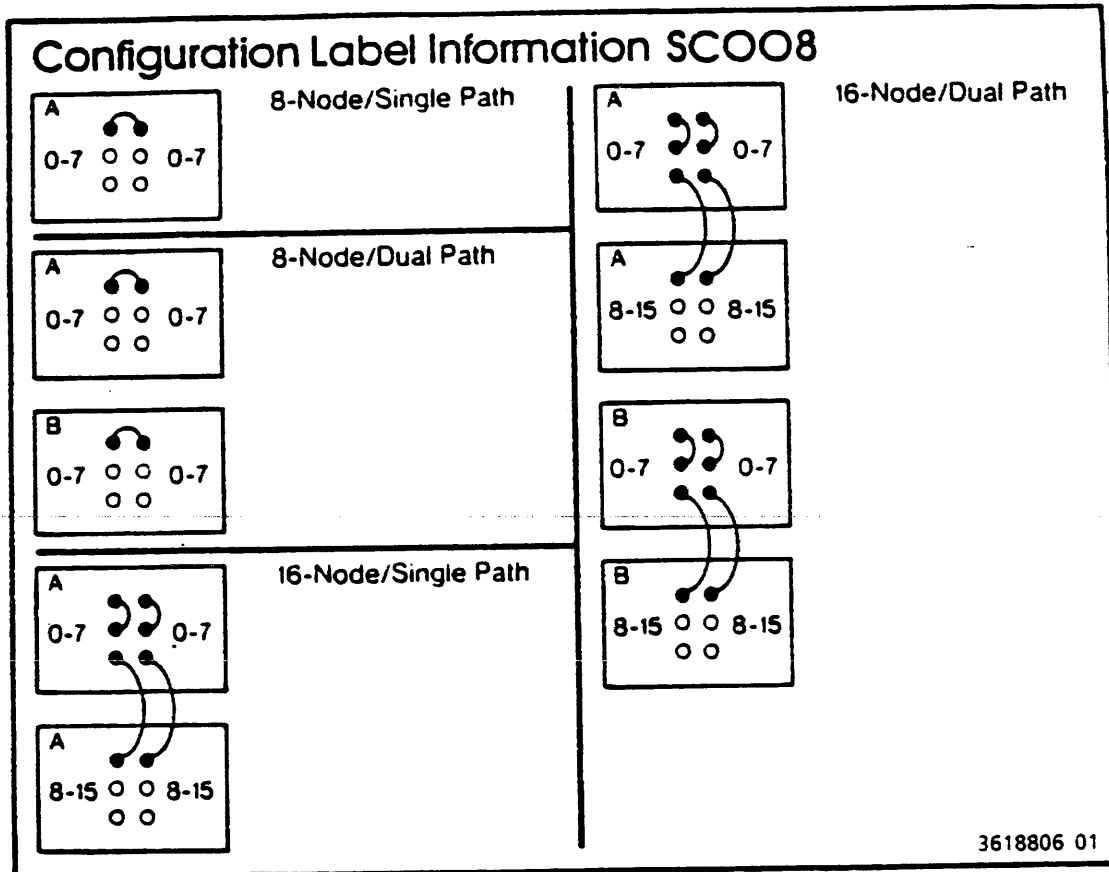 Configuration Label Information SC008
8-Node/Single Path
A
0-7 0-7
8-Node/Dual Path
A
0-7 0-7
B
0-7 0-7
16-Node/Single Path
A
0-7 0-7
A
8-15 8-15
16-Node/Dual Path
A
0-7 0-7
A
8-15 8-15
B
0-7 0-7
B
8-15 8-15
3618806 01